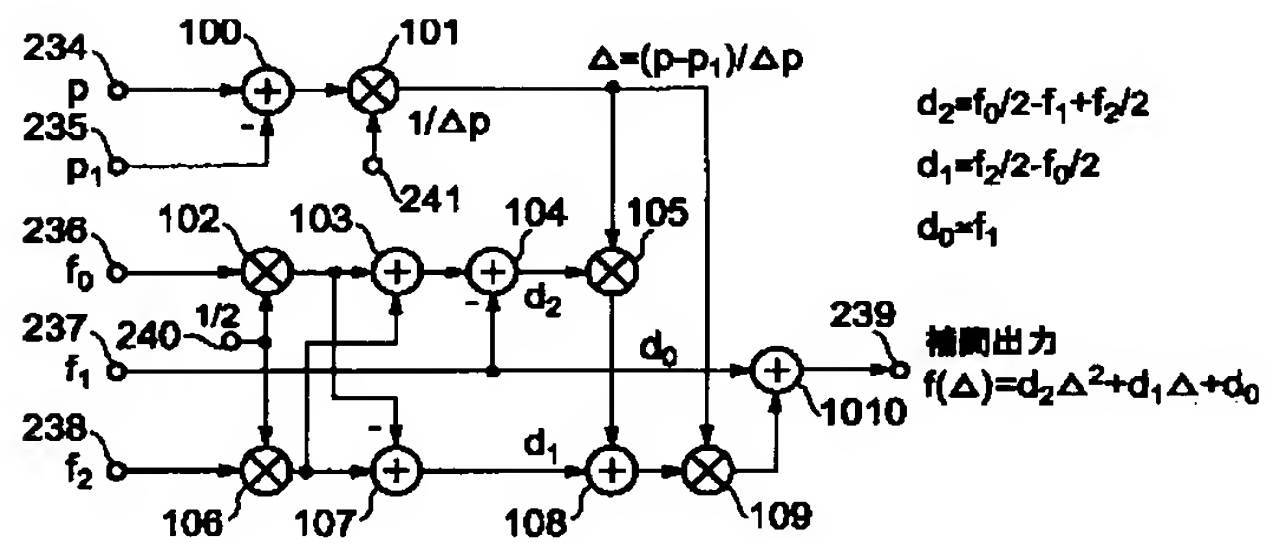 234
100
101
p
Δ=(p-p₁)/Δp
-
1/Δp
235
p₁
241
d₂=f₀/2-f₁+f₂/2
d₁=f₂/2-f₀/2
d₀=f₁
236
102
103
104
105
f₀
-
d₂
1/2
240
237
f₁
d₀
239
補間出力
f(Δ)=d₂Δ²+d₁Δ+d₀
1010
238
-
d₁
f₂
106
107
108
109